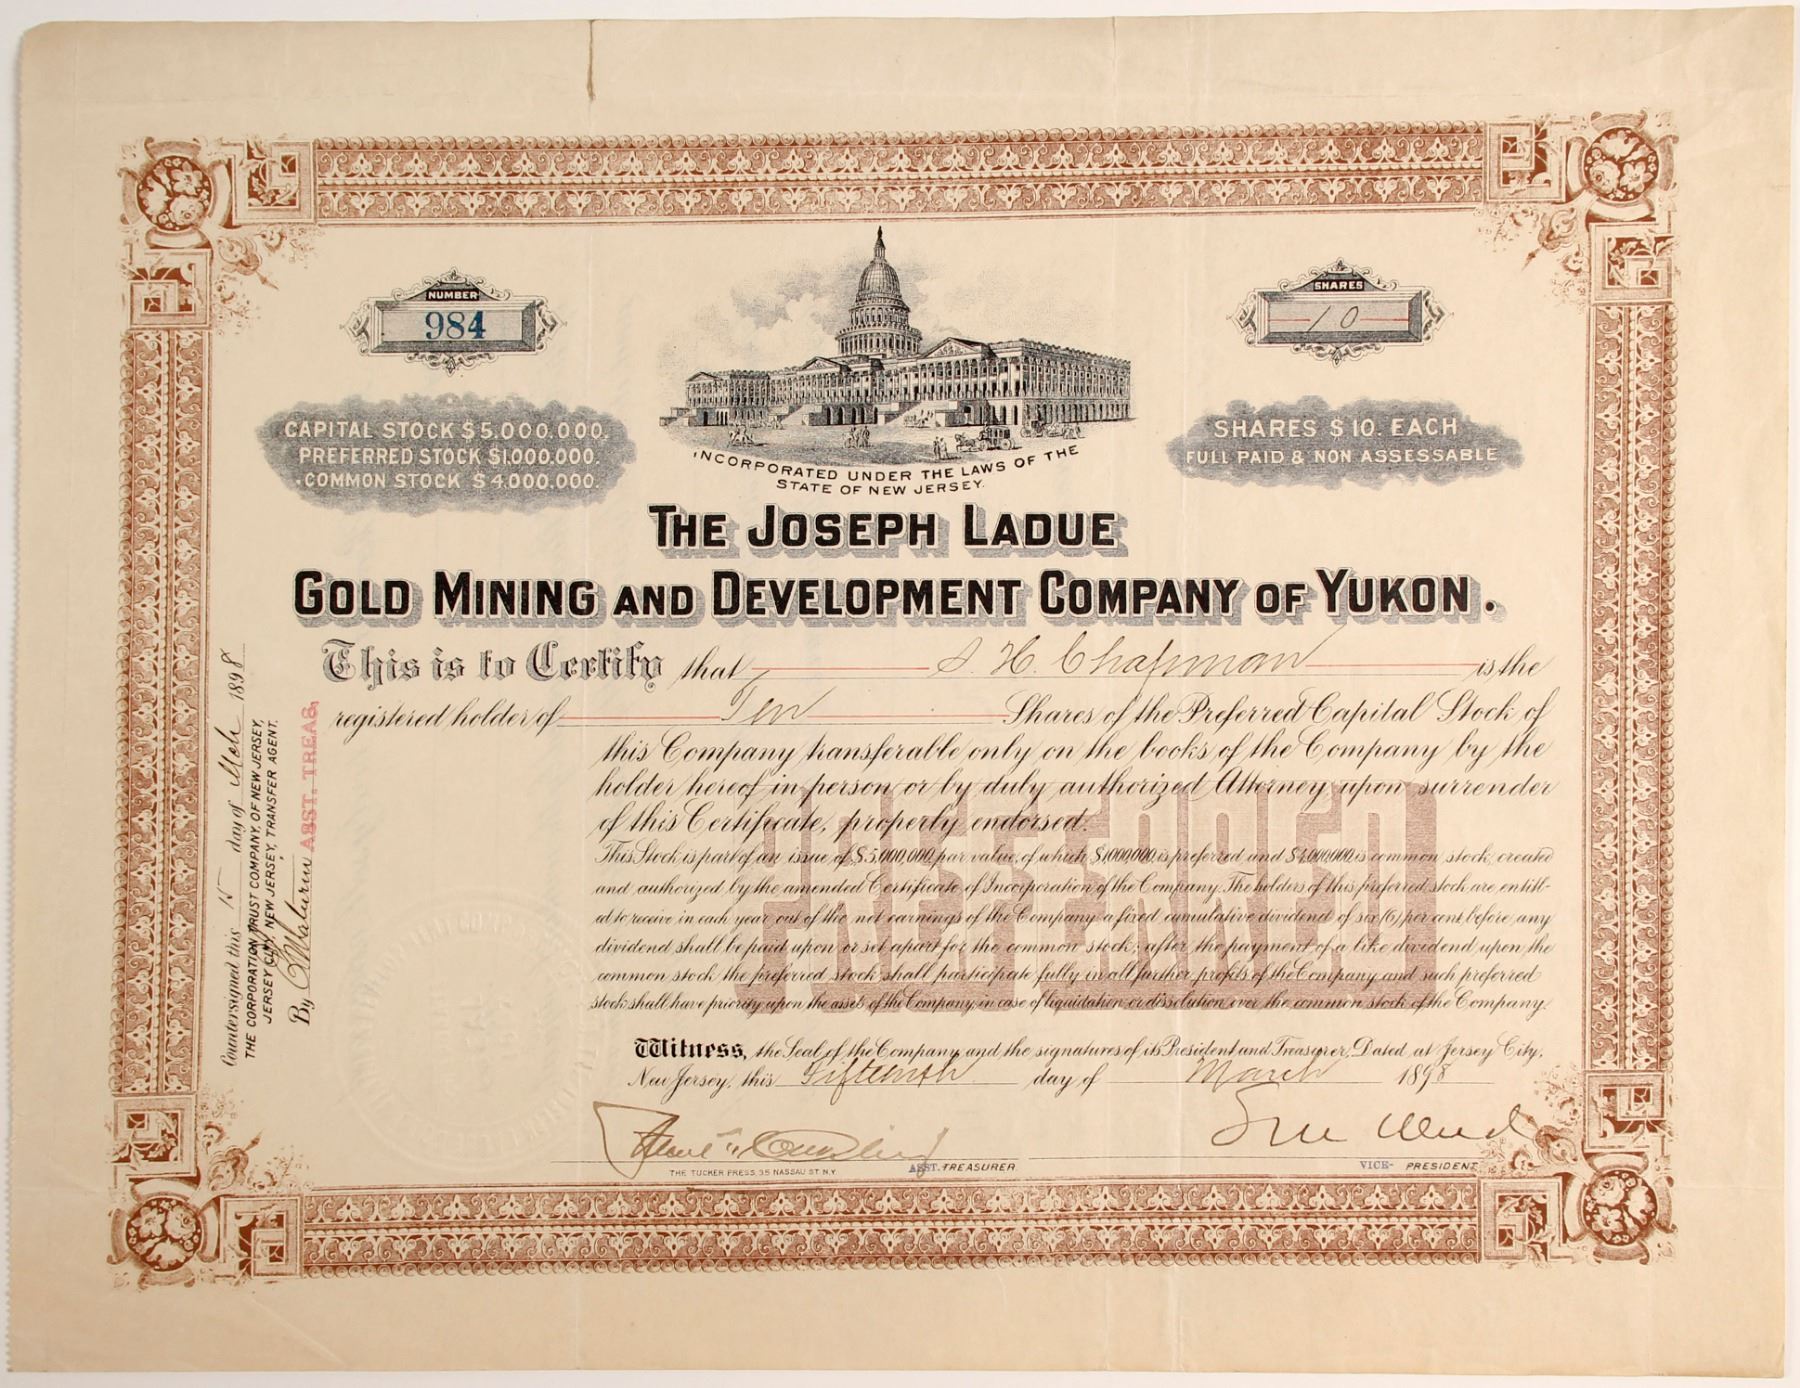 NUMBER
984
SHARES
10
CAPITAL STOCK $5,000,000.
PREFERRED STOCK $1,000,000.
COMMON STOCK $4,000,000.
SHARES $10. EACH
FULL PAID & NON ASSESSABLE
INCORPORATED UNDER THE LAWS OF THE
STATE OF NEW JERSEY.
THE JOSEPH LADUE
GOLD MINING AND DEVELOPMENT COMPANY OF YUKON.
This is to Certify that S H. Chapman is the
registered holder of Ten Shares of the Preferred Capital Stock of
this Company transferable only on the books of the Company by the
holder hereof in person or by duly authorized Attorney upon surrender
of this Certificate, properly endorsed.
PREFERRED
This Stock is part of an issue of $5,000,000 par value, of which $1,000,000 is preferred and $4,000,000 is common stock, created
and authorized by the amended Certificate of Incorporation of the Company. The holders of this preferred stock are entitl-
ed to receive in each year out of the net earnings of the Company a fixed cumulative dividend of six (6) per cent. before any
dividend shall be paid upon or set apart for the common stock; after the payment of a like dividend upon the
common stock the preferred stock shall participate fully in all further profits of the Company and such preferred
stock shall have priority upon the assets of the Company, in case of liquidation or dissolution over the common stock of the Company.
Witness, the Seal of the Company and the signatures of its President and Treasurer, Dated at Jersey City,
New Jersey, this Fifteenth day of March 1898
ASST. TREASURER.
VICE- PRESIDENT
THE TUCKER PRESS 35 NASSAU ST N.Y.
Countersigned this 15 day of Mch 1898
THE CORPORATION TRUST COMPANY, OF NEW JERSEY,
JERSEY CITY, NEW JERSEY, TRANSFER AGENT.
By ASST. TREAS.